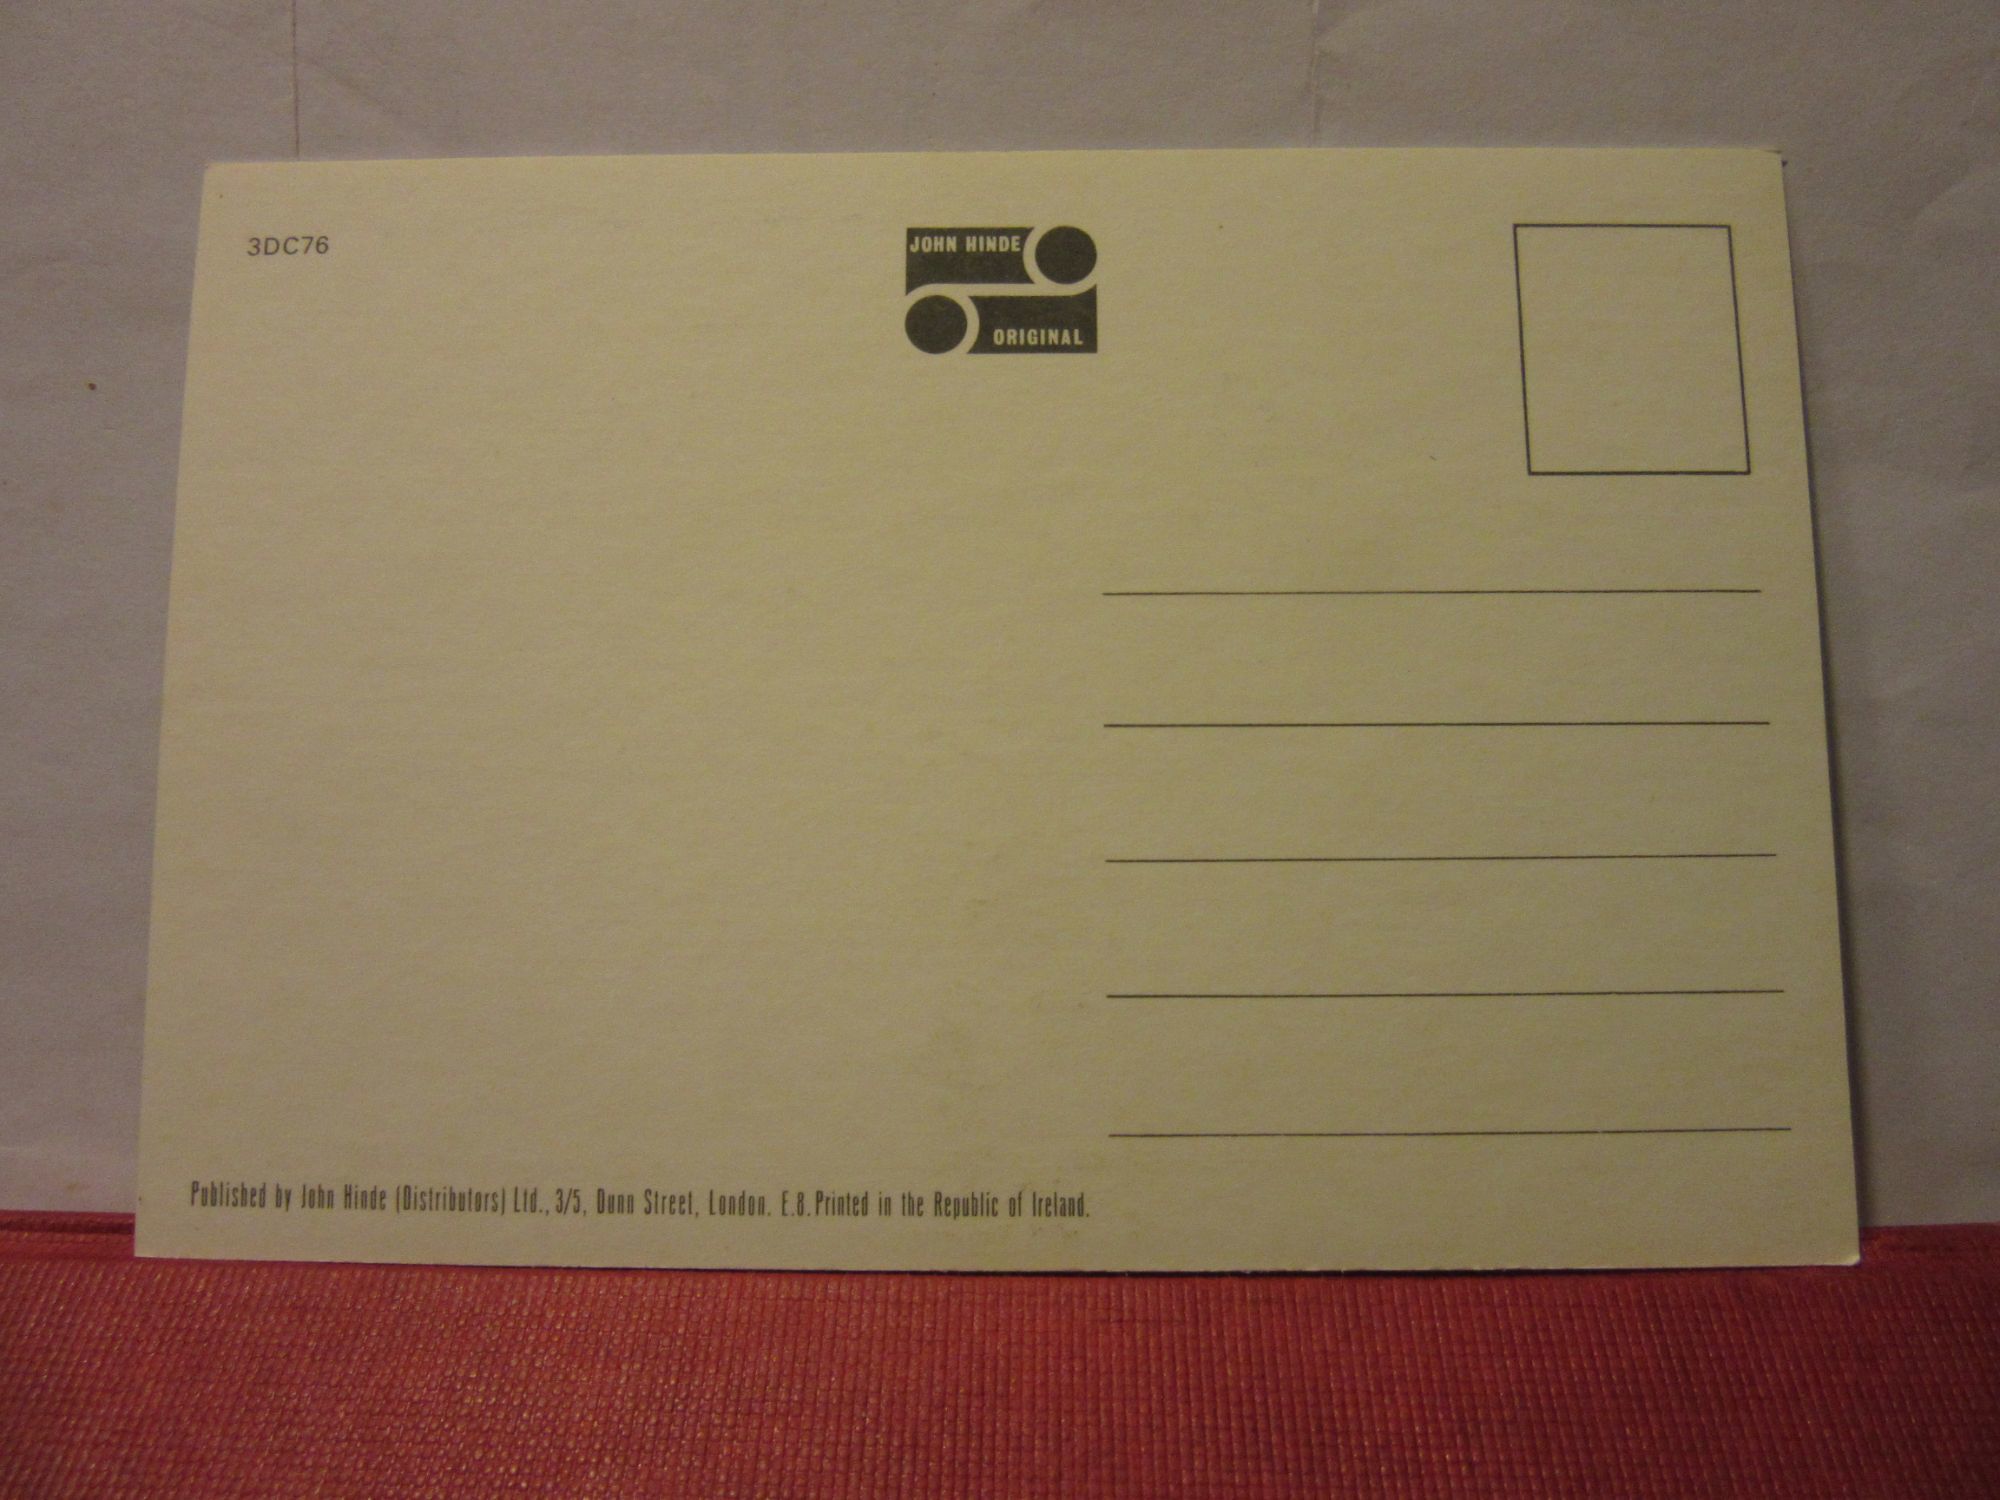 3DC76
JOHN HINDE
ORIGINAL
Published by John Hinde (Distributors) Ltd., 3/5, Dunn Street, London. E.8. Printed in the Republic of Ireland.